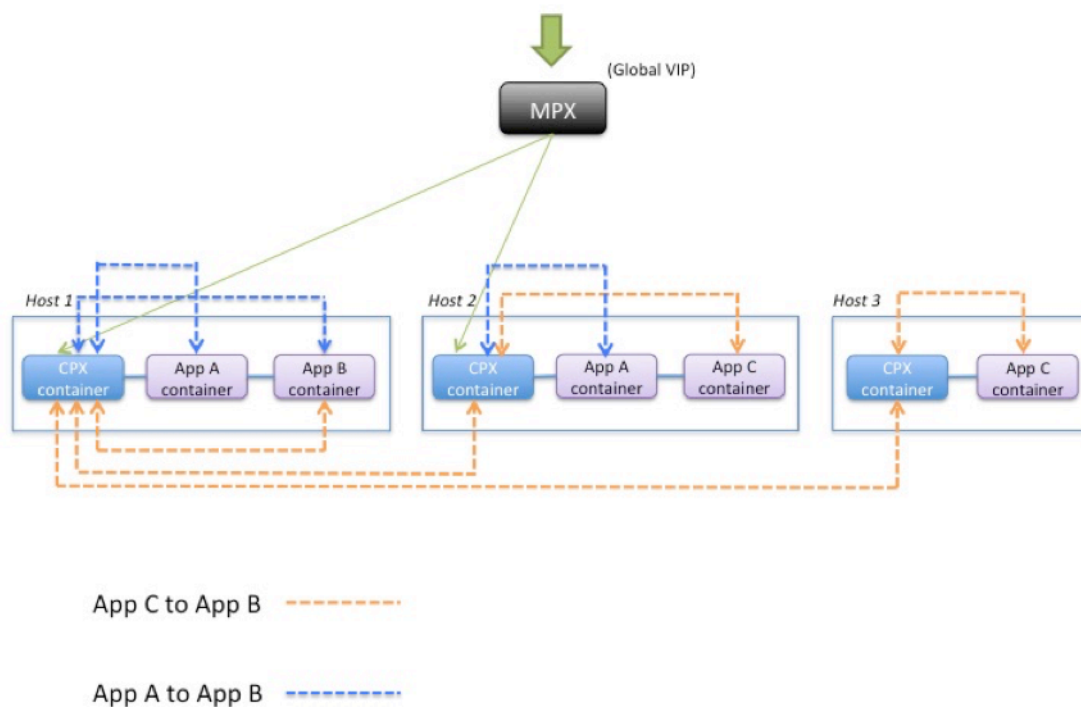 (Global VIP)
MPX
Host 1
Host 2
Host 3
CPX
container
App A
container
App B
container
CPX
container
App A
container
App C
container
CPX
container
App C
container
App C to App B
App A to App B